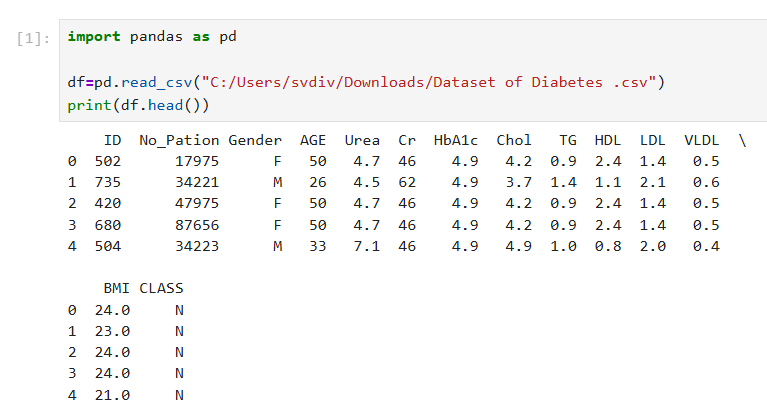 [1]: import pandas as pd
df=pd.read_csv("C:/Users/svdiv/Downloads/Dataset of Diabetes .csv")
print(df.head())
ID No_Pation Gender AGE Urea Cr HbA1c Chol TG HDL LDL VLDL \
0 502 17975 F 50 4.7 46 4.9 4.2 0.9 2.4 1.4 0.5
1 735 34221 M 26 4.5 62 4.9 3.7 1.4 1.1 2.1 0.6
2 420 47975 F 50 4.7 46 4.9 4.2 0.9 2.4 1.4 0.5
3 680 87656 F 50 4.7 46 4.9 4.2 0.9 2.4 1.4 0.5
4 504 34223 M 33 7.1 46 4.9 4.9 1.0 0.8 2.0 0.4
BMI CLASS
0 24.0 N
1 23.0 N
2 24.0 N
3 24.0 N
4 21.0 N